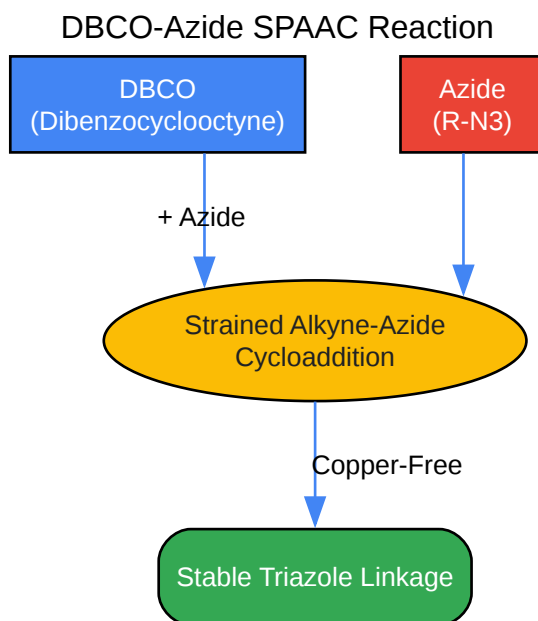 DBCO-Azide SPAAC Reaction
DBCO
(Dibenzocyclooctyne)
Azide
(R-N3)
+ Azide
Strained Alkyne-Azide
Cycloaddition
Copper-Free
Stable Triazole Linkage